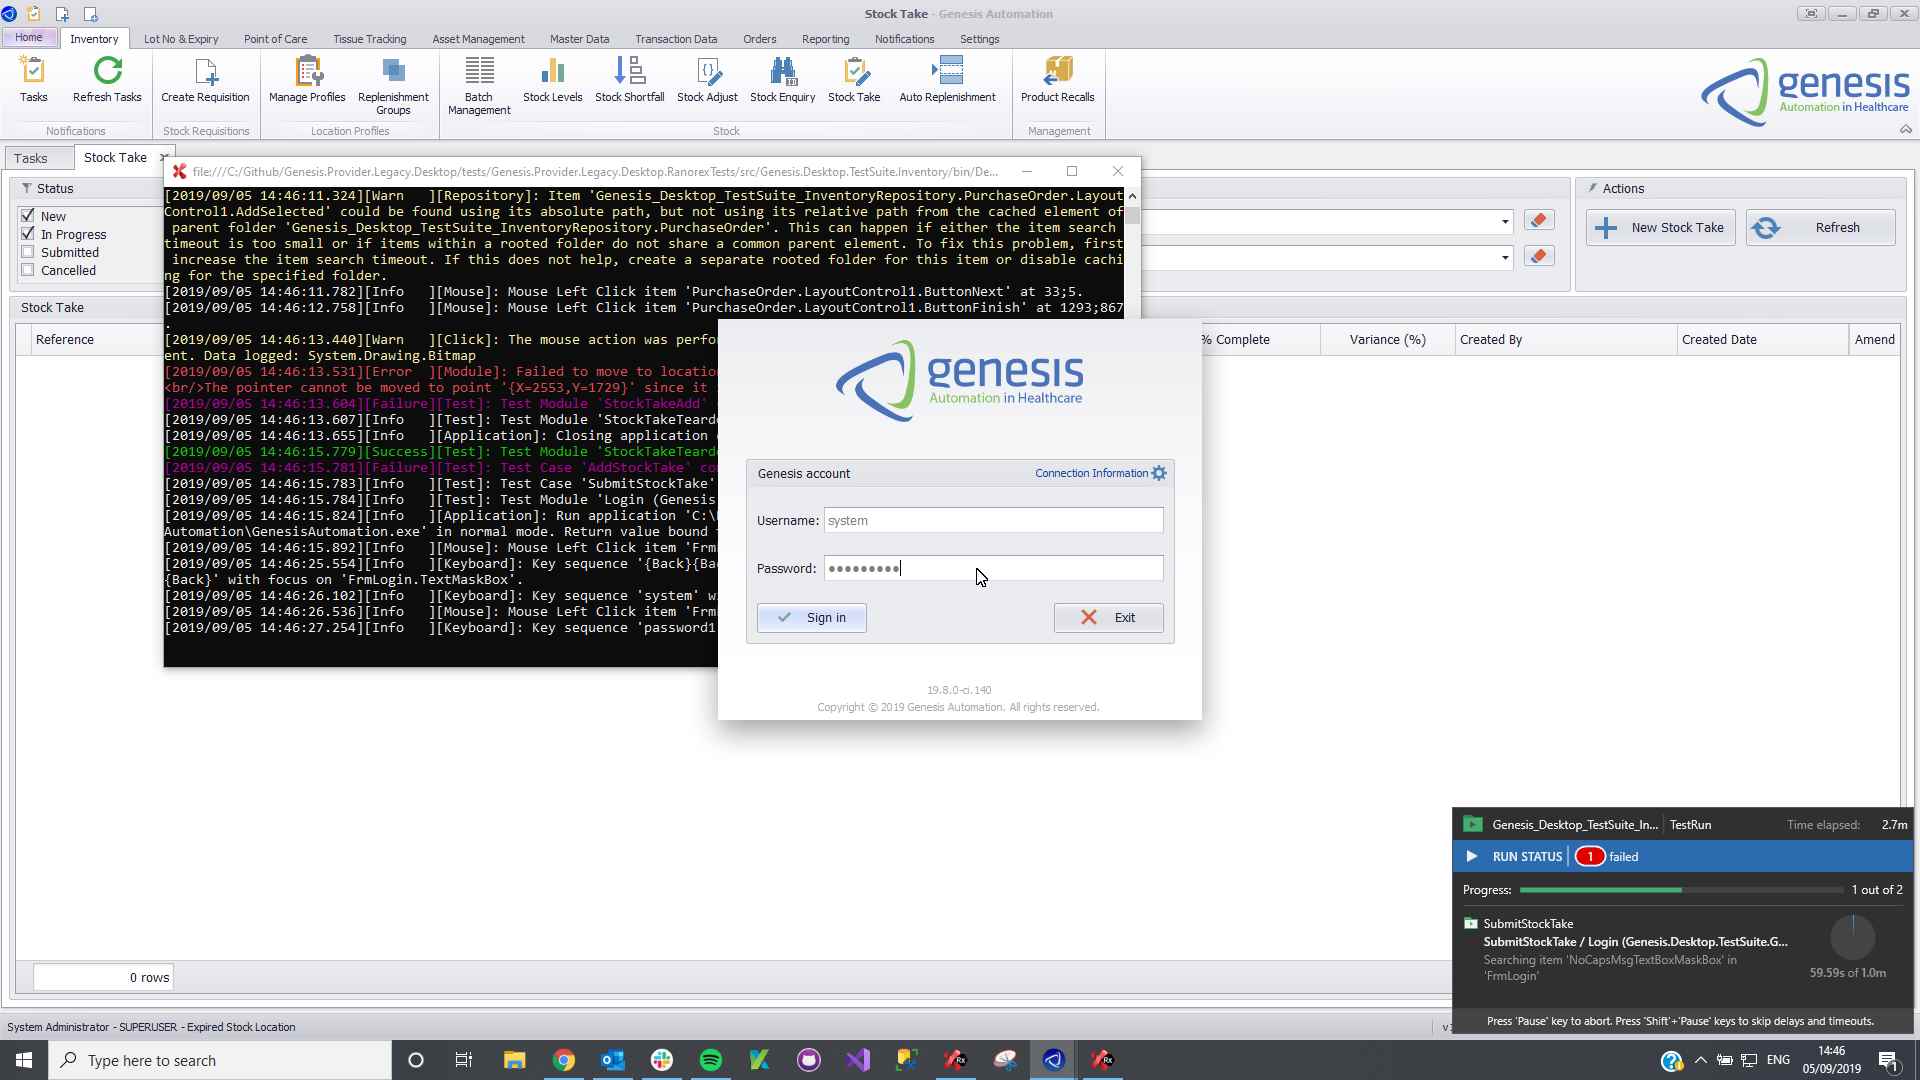 Stock Take - Genesis Automation
Home
Inventory
Lot No & Expiry
Point of Care
Tissue Tracking
Asset Management
Master Data
Transaction Data
Orders
Reporting
Notifications
Settings
Tasks
Refresh Tasks
Create Requisition
Manage Profiles
Replenishment
Groups
Batch
Management
Stock Levels
Stock Shortfall
Stock Adjust
Stock Enquiry
Stock Take
Auto Replenishment
Product Recalls
Notifications
Stock Requisitions
Location Profiles
Stock
Management
genesis
Automation in Healthcare
Tasks
Stock Take
Status
New
In Progress
Submitted
Cancelled
Actions
New Stock Take
Refresh
Stock Take
Reference
% Complete
Variance (%)
Created By
Created Date
Amend
file:///C:/Github/Genesis.Provider.Legacy.Desktop/tests/Genesis.Provider.Legacy.Desktop.RanorexTests/src/Genesis.Desktop.TestSuite.Inventory/bin/De...
[2019/09/05 14:46:11.324][Warn   ][Repository]: Item 'Genesis_Desktop_TestSuite_InventoryRepository.PurchaseOrder.Layout
Control1.AddSelected' could be found using its absolute path, but not using its relative path from the cached element of
parent folder 'Genesis_Desktop_TestSuite_InventoryRepository.PurchaseOrder'. This can happen if either the item search
timeout is too small or if items within a rooted folder do not share a common parent element. To fix this problem, first
increase the item search timeout. If this does not help, create a separate rooted folder for this item or disable cachi
ng for the specified folder.
[2019/09/05 14:46:11.782][Info   ][Mouse]: Mouse Left Click item 'PurchaseOrder.LayoutControl1.ButtonNext' at 33;5.
[2019/09/05 14:46:12.758][Info   ][Mouse]: Mouse Left Click item 'PurchaseOrder.LayoutControl1.ButtonFinish' at 1293;867
.
[2019/09/05 14:46:13.440][Warn   ][Click]: The mouse action was perfo
ent. Data logged: System.Drawing.Bitmap
[2019/09/05 14:46:13.531][Error  ][Module]: Failed to move to locatio
<br/>The pointer cannot be moved to point '{X=2553,Y=1729}' since it
[2019/09/05 14:46:13.604][Failure][Test]: Test Module 'StockTakeAdd'
[2019/09/05 14:46:13.607][Info   ][Test]: Test Module 'StockTakeTeard
[2019/09/05 14:46:13.655][Info   ][Application]: Closing application
[2019/09/05 14:46:15.779][Success][Test]: Test Module 'StockTakeTeard
[2019/09/05 14:46:15.781][Failure][Test]: Test Case 'AddStockTake' co
[2019/09/05 14:46:15.783][Info   ][Test]: Test Case 'SubmitStockTake'
[2019/09/05 14:46:15.784][Info   ][Test]: Test Module 'Login (Genesis
[2019/09/05 14:46:15.824][Info   ][Application]: Run application 'C:\
Automation\GenesisAutomation.exe' in normal mode. Return value bound
[2019/09/05 14:46:15.892][Info   ][Mouse]: Mouse Left Click item 'Frm
[2019/09/05 14:46:25.554][Info   ][Keyboard]: Key sequence '{Back}{Ba
{Back}' with focus on 'FrmLogin.TextMaskBox'.
[2019/09/05 14:46:26.102][Info   ][Keyboard]: Key sequence 'system' w
[2019/09/05 14:46:26.536][Info   ][Mouse]: Mouse Left Click item 'Frm
[2019/09/05 14:46:27.254][Info   ][Keyboard]: Key sequence 'password1
genesis
Automation in Healthcare
Genesis account
Connection Information
Username: system
Password: ●●●●●●●●●
Sign in
Exit
19.8.0-ci.140
Copyright © 2019 Genesis Automation. All rights reserved.
Genesis_Desktop_TestSuite_In... TestRun Time elapsed: 2.7m
RUN STATUS 1 failed
Progress: 1 out of 2
SubmitStockTake
SubmitStockTake / Login (Genesis.Desktop.TestSuite.G...
Searching item 'NoCapsMsgTextBoxMaskBox' in
'FrmLogin'
59.59s of 1.0m
Press 'Pause' key to abort. Press 'Shift'+'Pause' keys to skip delays and timeouts.
0 rows
System Administrator - SUPERUSER - Expired Stock Location
Type here to search
ENG
14:46
05/09/2019
1